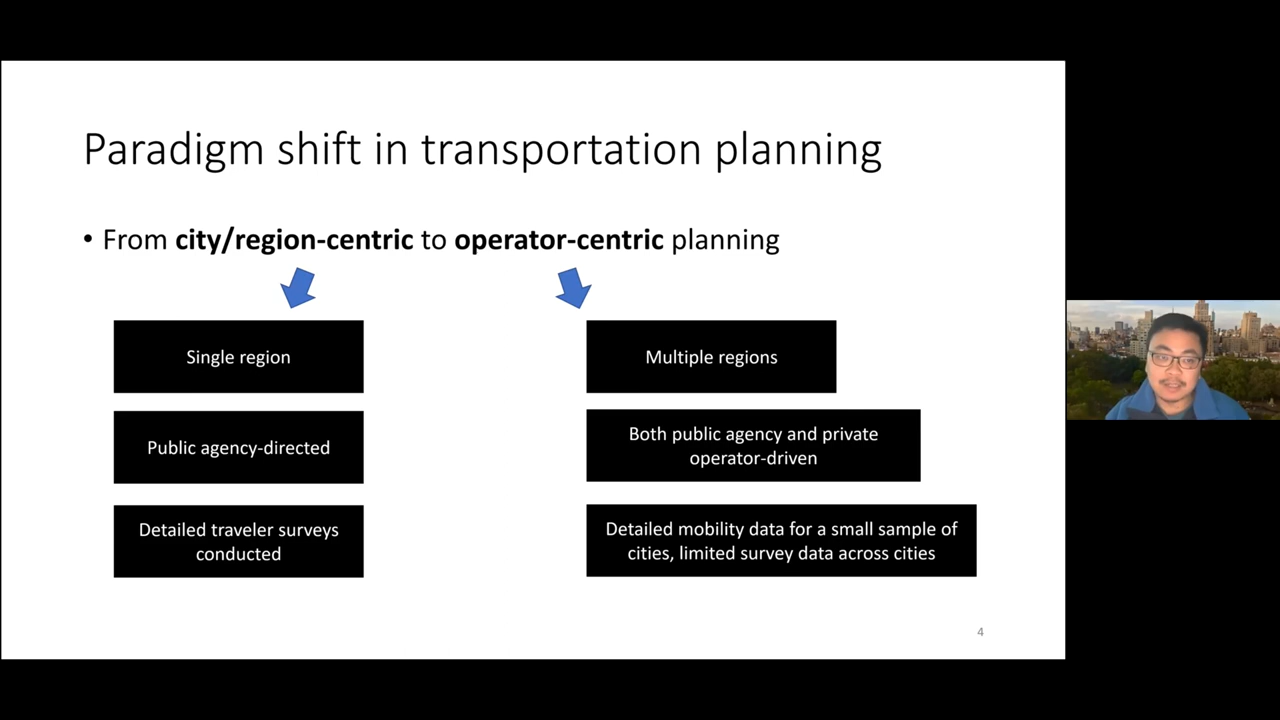 Paradigm shift in transportation planning
• From city/region-centric to operator-centric planning
Single region
Multiple regions
Public agency-directed
Both public agency and private
operator-driven
Detailed traveler surveys
conducted
Detailed mobility data for a small sample of
cities, limited survey data across cities
4